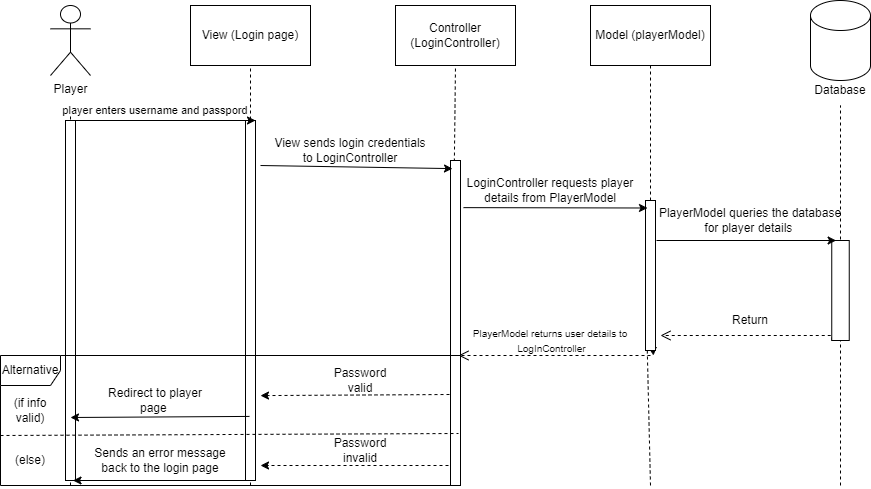 View (Login page)
Controller
(LoginController)
Model (playerModel)
Player
Database
player enters username and passpord
View sends login credentials
to LoginController
LoginController requests player
details from PlayerModel
PlayerModel queries the database
for player details
Return
PlayerModel returns user details to
LogInController
Alternative
Password
valid
(if info
valid)
Redirect to player
page
Password
invalid
(else)
Sends an error message
back to the login page